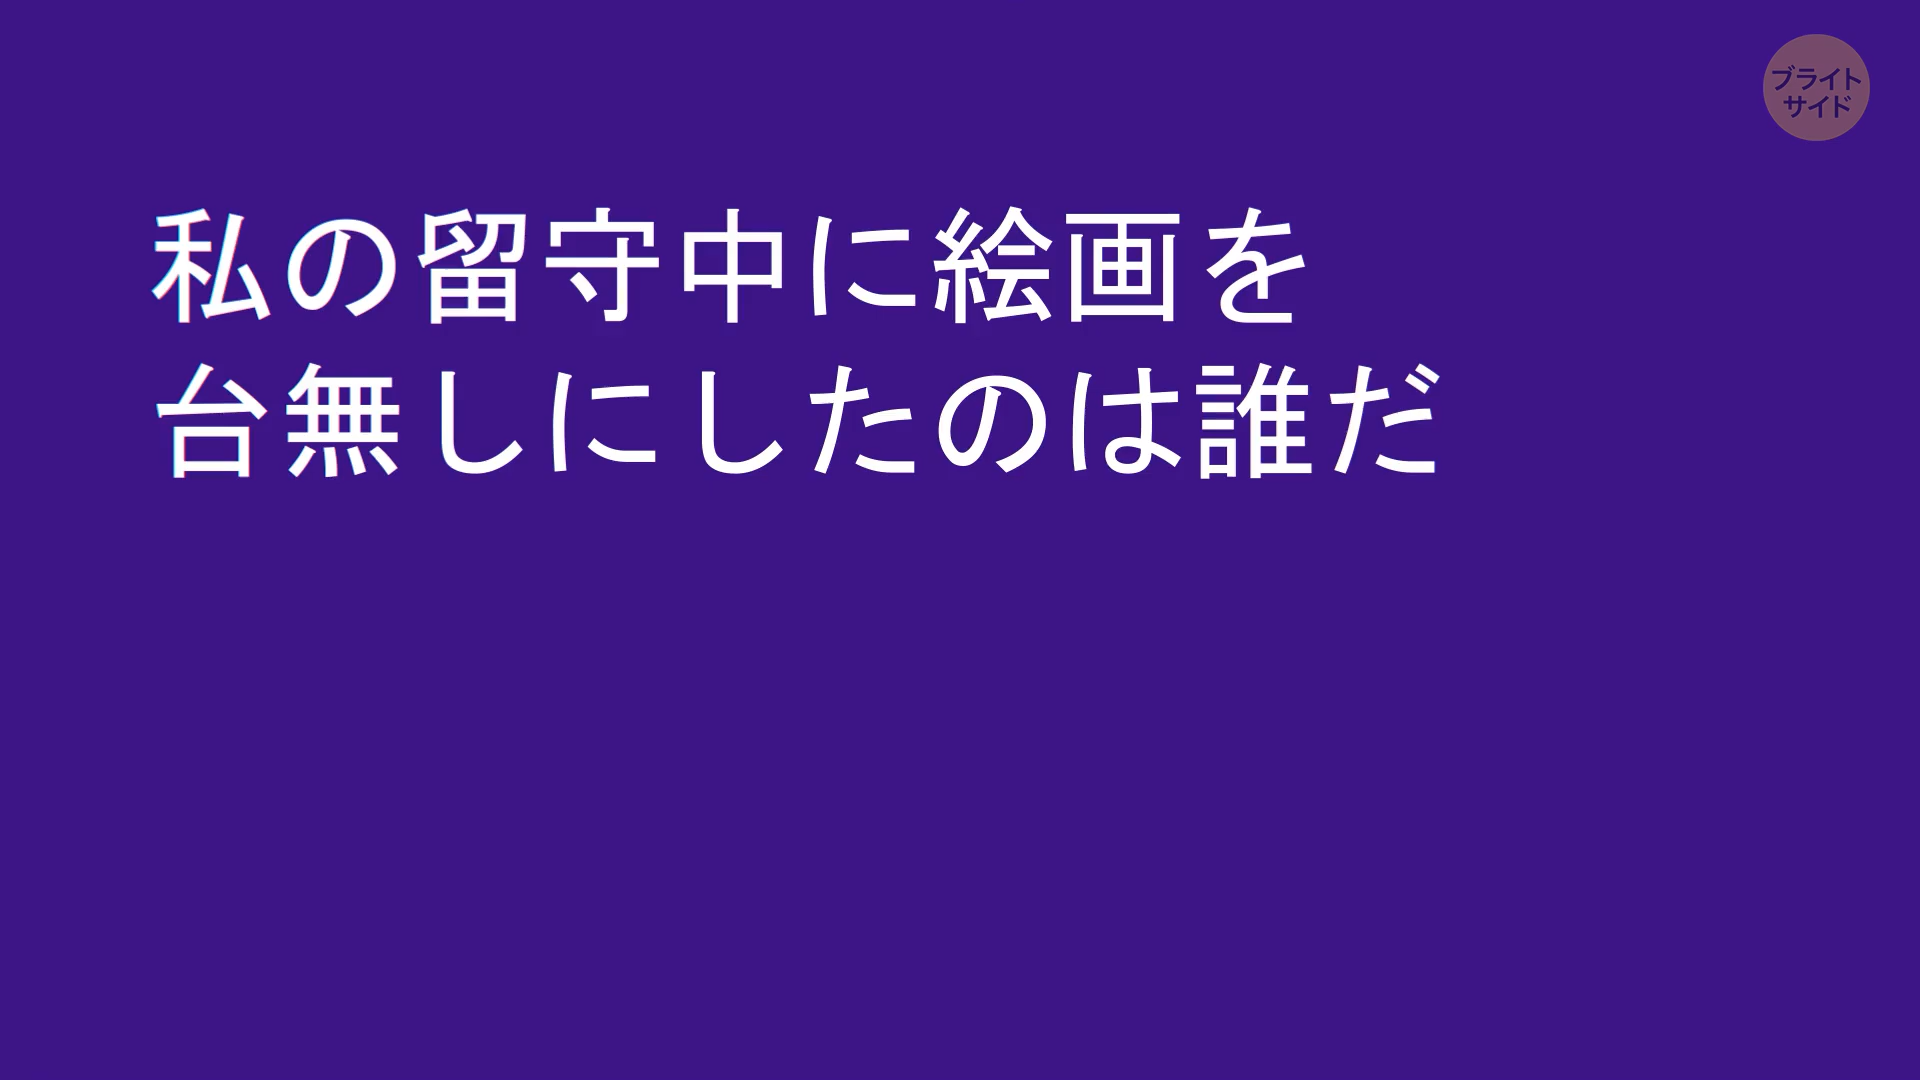 ブライト
サイド
私の留守中に絵画を
台無しにしたのは誰だ